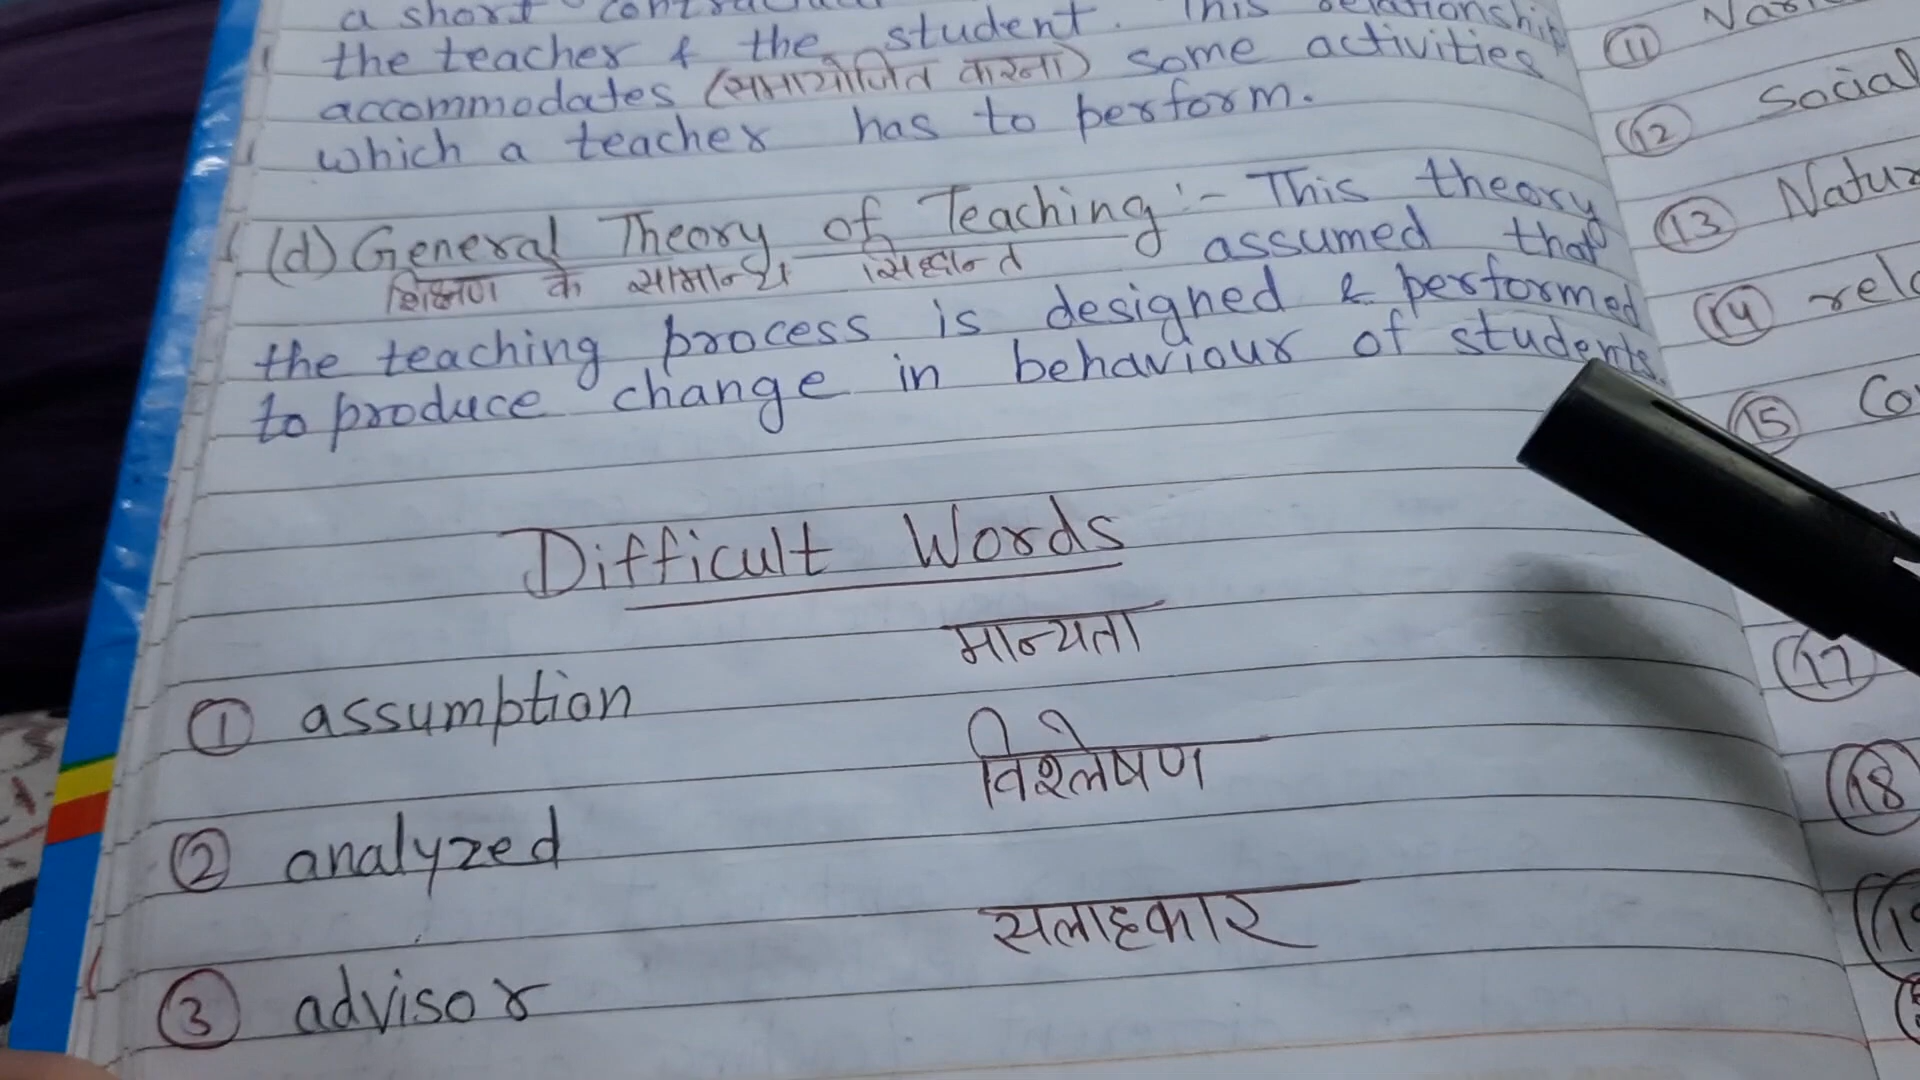 a short
the teacher & the student. This relationship
accommodates (समायोजित करना) some activities
which a teacher has to perform.
(d) General Theory of Teaching :- This theory
शिक्षण के सामान्य सिद्धान्त assumed that
the teaching process is designed & performed
to produce change in behaviour of students.
Difficult Words
① assumption मान्यता
② analyzed विश्लेषण
③ advisor सलाहकार
⑪
⑫ Social
⑬
⑭
⑮
⑰
⑱